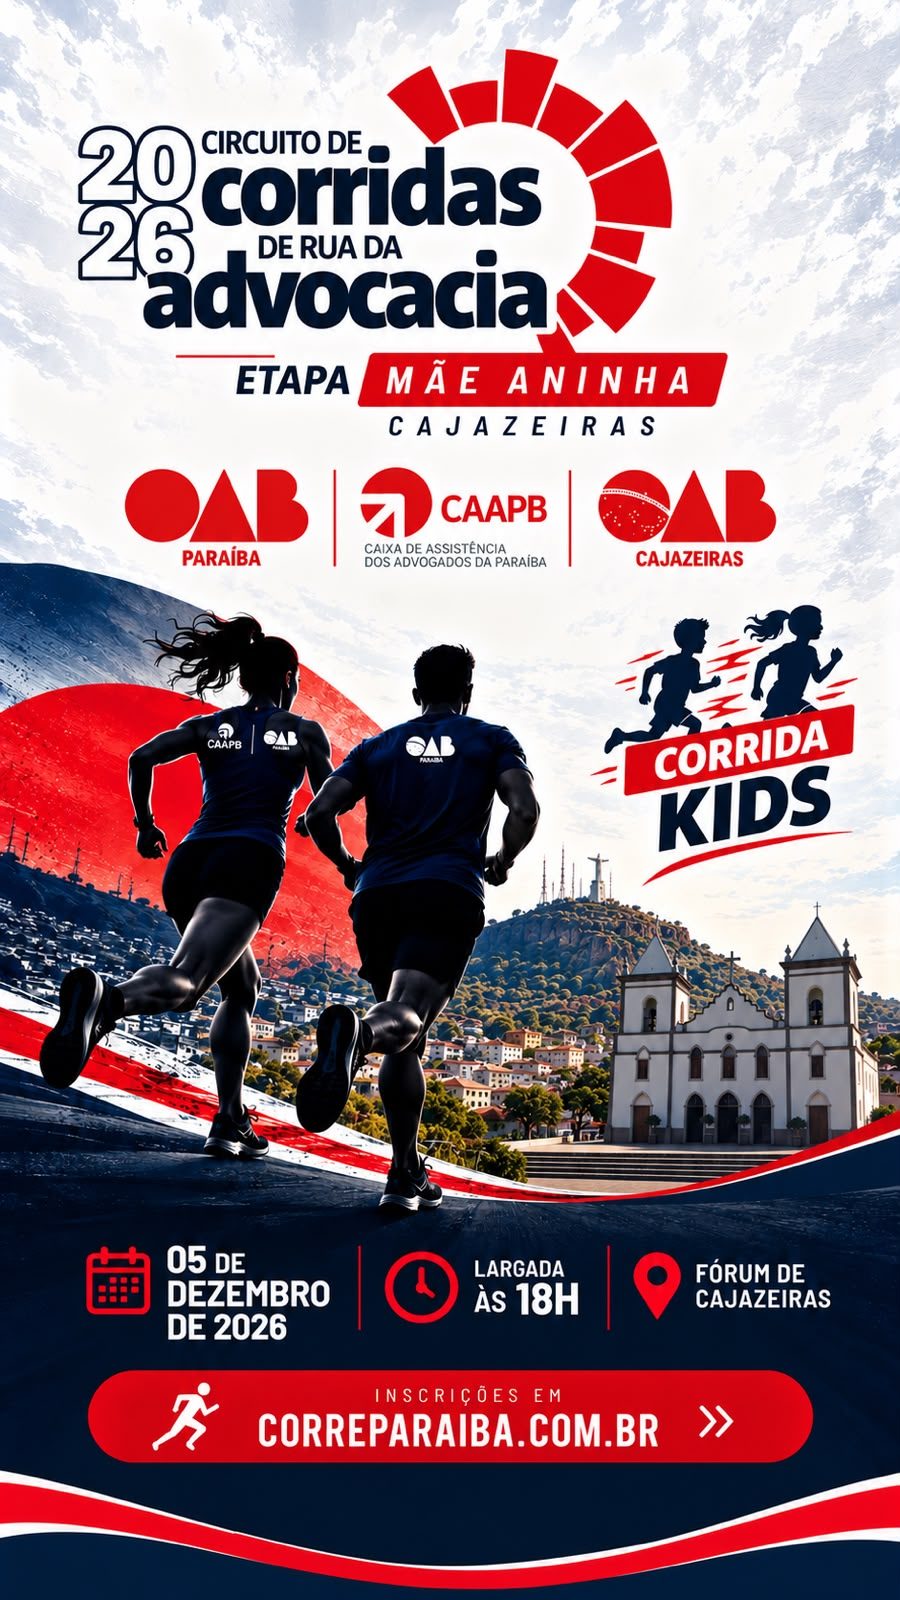 2026
CIRCUITO DE
corridas
DE RUA DA
advocacia
ETAPA MÃE ANINHA
CAJAZEIRAS
OAB
PARAÍBA
CAAPB
CAIXA DE ASSISTÊNCIA
DOS ADVOGADOS DA PARAÍBA
OAB
CAJAZEIRAS
CORRIDA
KIDS
CAAPB
OAB
OAB
PARAÍBA
05 DE
DEZEMBRO
DE 2026
LARGADA
ÀS 18H
FÓRUM DE
CAJAZEIRAS
INSCRIÇÕES EM
CORREPARAIBA.COM.BR